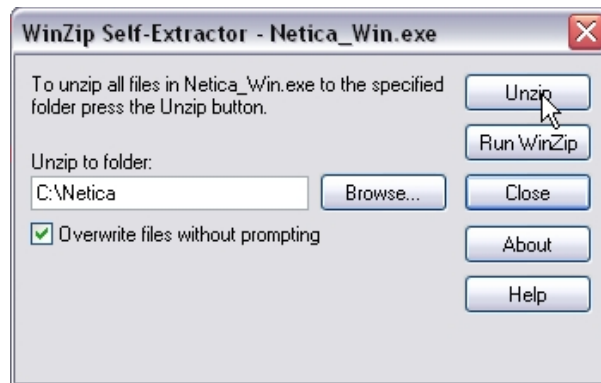 WinZip Self-Extractor - Netica_Win.exe
To unzip all files in Netica_Win.exe to the specified
folder press the Unzip button.
Unzip
Run WinZip
Unzip to folder:
C:\Netica
Browse...
Close
Overwrite files without prompting
About
Help